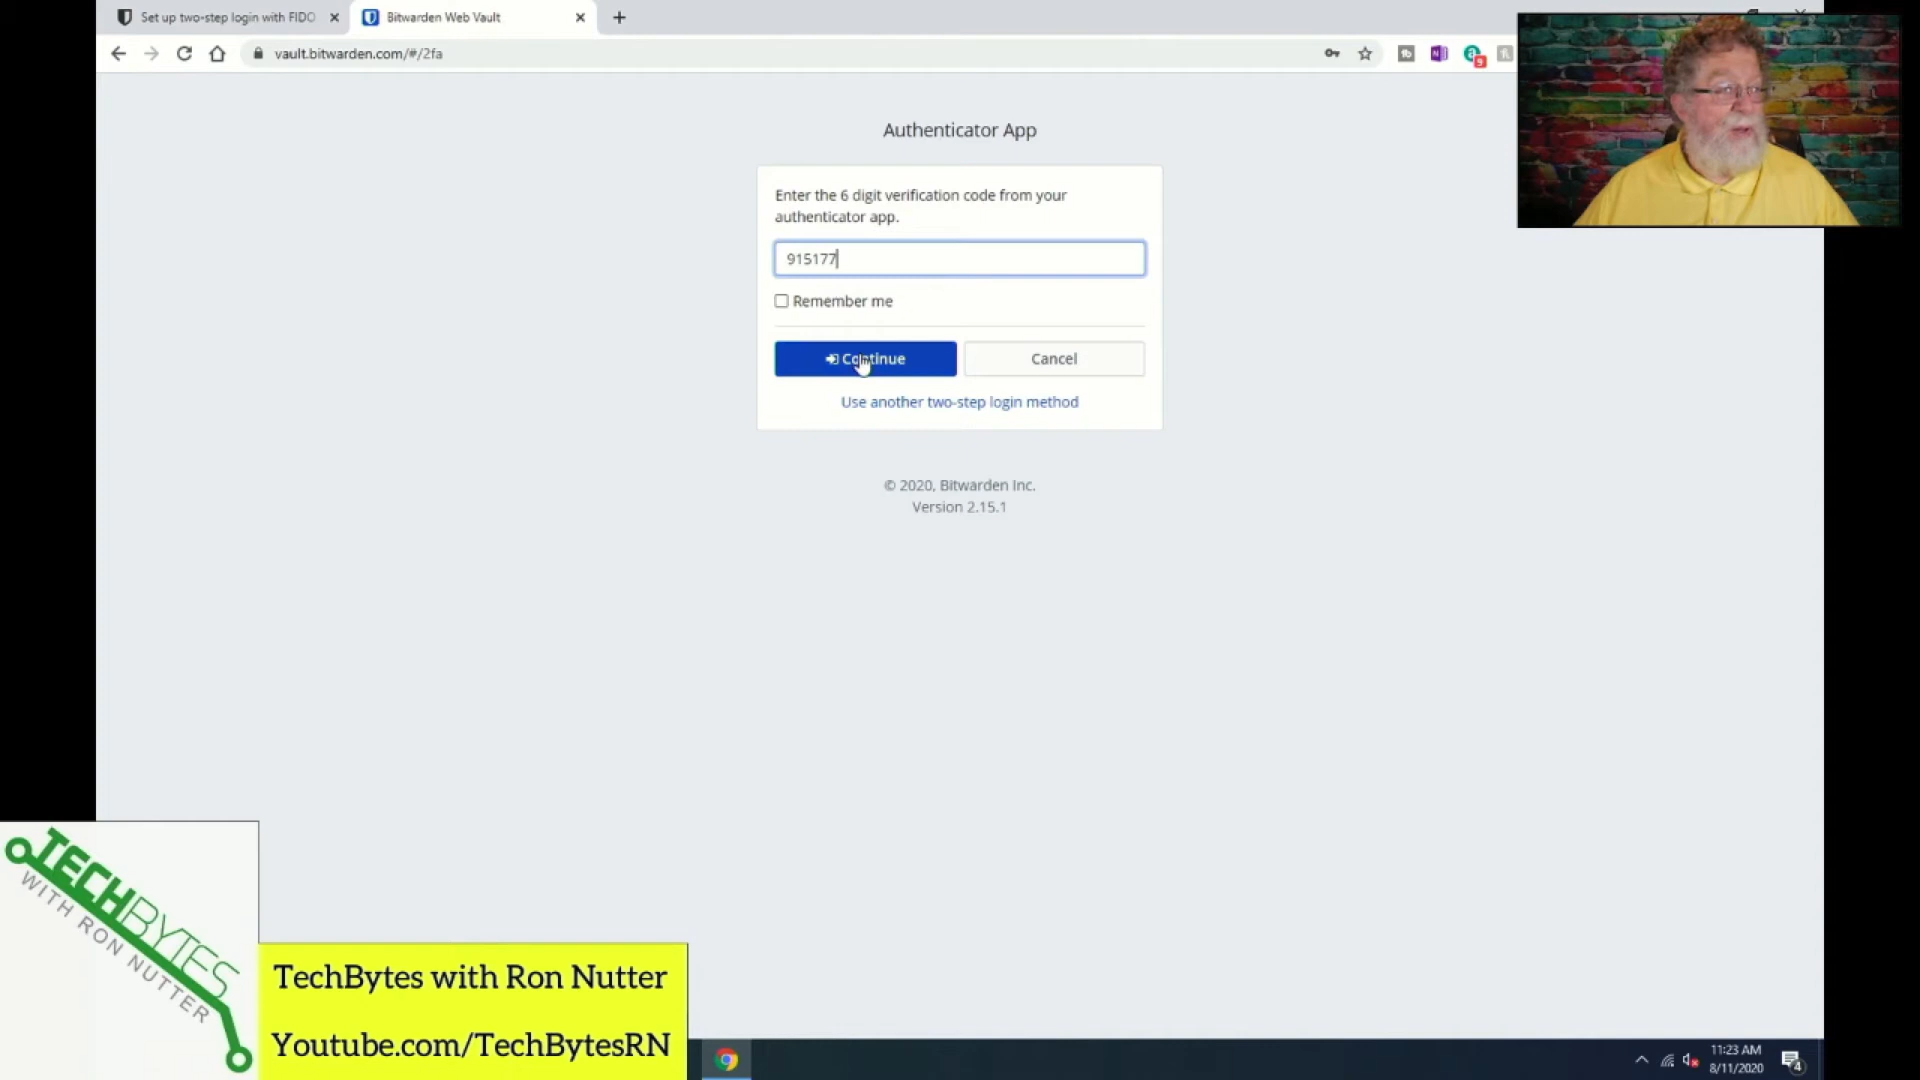 Set up two-step login with FIDO
Bitwarden Web Vault
vault.bitwarden.com/#/2fa
9
Authenticator App
Enter the 6 digit verification code from your
authenticator app.
915177
Remember me
Continue
Cancel
Use another two-step login method
© 2020, Bitwarden Inc.
Version 2.15.1
TECHBYTES
WITH RON NUTTER
TechBytes with Ron Nutter
Youtube.com/TechBytesRN
11:23 AM
8/11/2020
4